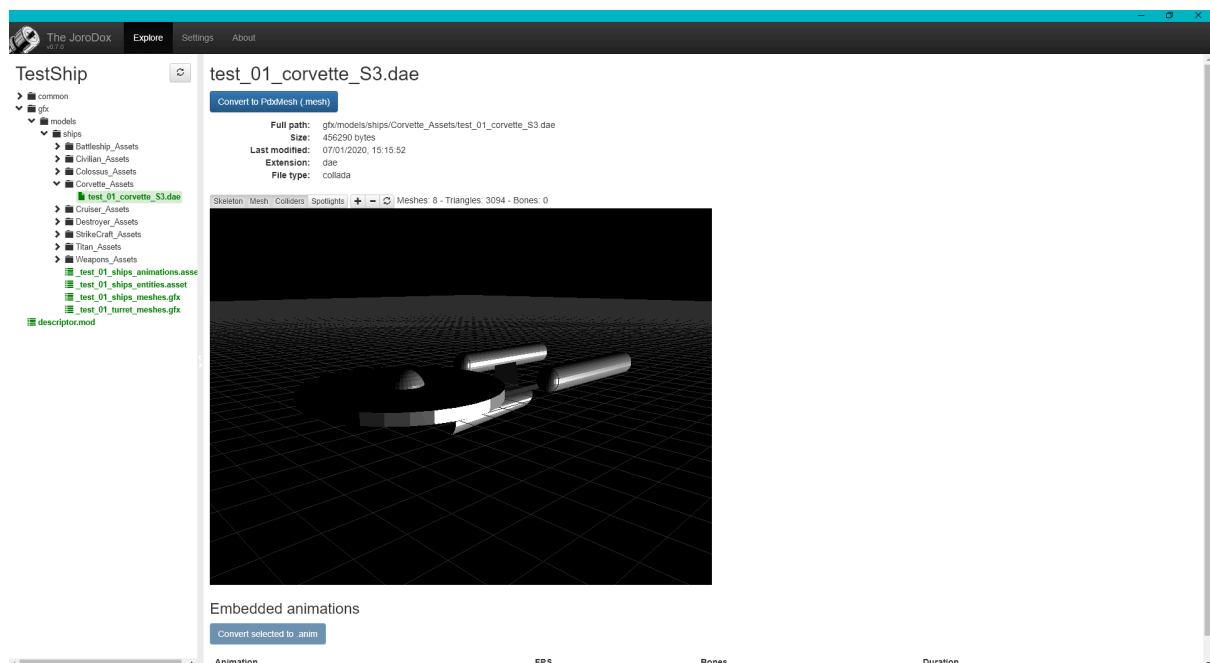 The JoroDox
v0.7.0
Explore
Settings
About
TestShip
common
gfx
models
ships
Battleship_Assets
Civilian_Assets
Colossus_Assets
Corvette_Assets
test_01_corvette_S3.dae
Cruiser_Assets
Destroyer_Assets
StrikeCraft_Assets
Titan_Assets
Weapons_Assets
_test_01_ships_animations.asse
_test_01_ships_entities.asset
_test_01_ships_meshes.gfx
_test_01_turret_meshes.gfx
descriptor.mod
test_01_corvette_S3.dae
Convert to PdxMesh (.mesh)
Full path: gfx/models/ships/Corvette_Assets/test_01_corvette_S3.dae
Size: 456290 bytes
Last modified: 07/01/2020, 15:15:52
Extension: dae
File type: collada
Skeleton Mesh Colliders Spotlights Meshes: 8 - Triangles: 3094 - Bones: 0
Embedded animations
Convert selected to .anim
Animation FPS Bones Duration